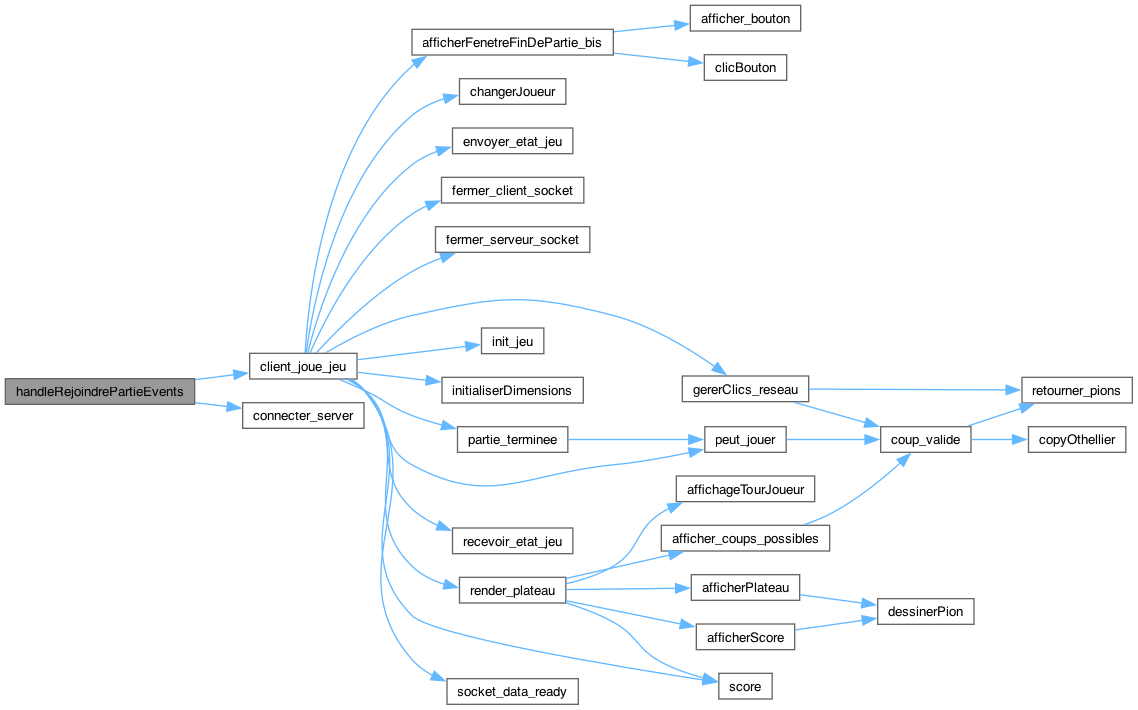 handleRejoindrePartieEvents
client_joue_jeu
connecter_server
afficherFenetreFinDePartie_bis
changerJoueur
envoyer_etat_jeu
fermer_client_socket
fermer_serveur_socket
init_jeu
initialiserDimensions
partie_terminee
recevoir_etat_jeu
render_plateau
socket_data_ready
afficher_bouton
clicBouton
gererClics_reseau
peut_jouer
affichageTourJoueur
afficher_coups_possibles
afficherPlateau
afficherScore
score
coup_valide
dessinerPion
retourner_pions
copyOthellier